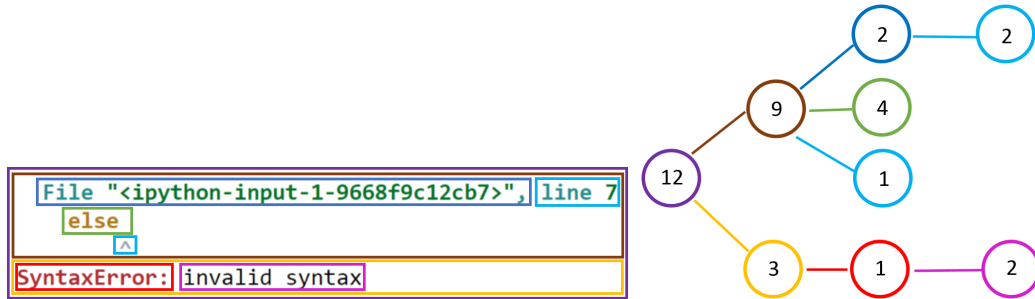 File "<ipython-input-1-9668f9c12cb7>", line 7
else
^
SyntaxError: invalid syntax
2 2
9 4
12 1
3 1 2